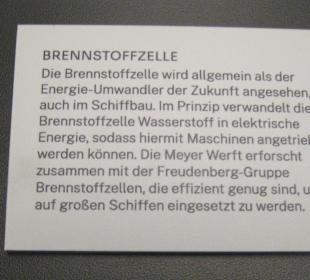 BRENNSTOFFZELLE
Die Brennstoffzelle wird allgemein als der
Energie-Umwandler der Zukunft angesehen,
auch im Schiffbau. Im Prinzip verwandelt die
Brennstoffzelle Wasserstoff in elektrische
Energie, sodass hiermit Maschinen angetrie
werden können. Die Meyer Werft erforscht
zusammen mit der Freudenberg-Gruppe
Brennstoffzellen, die effizient genug sind, u
auf großen Schiffen eingesetzt zu werden.